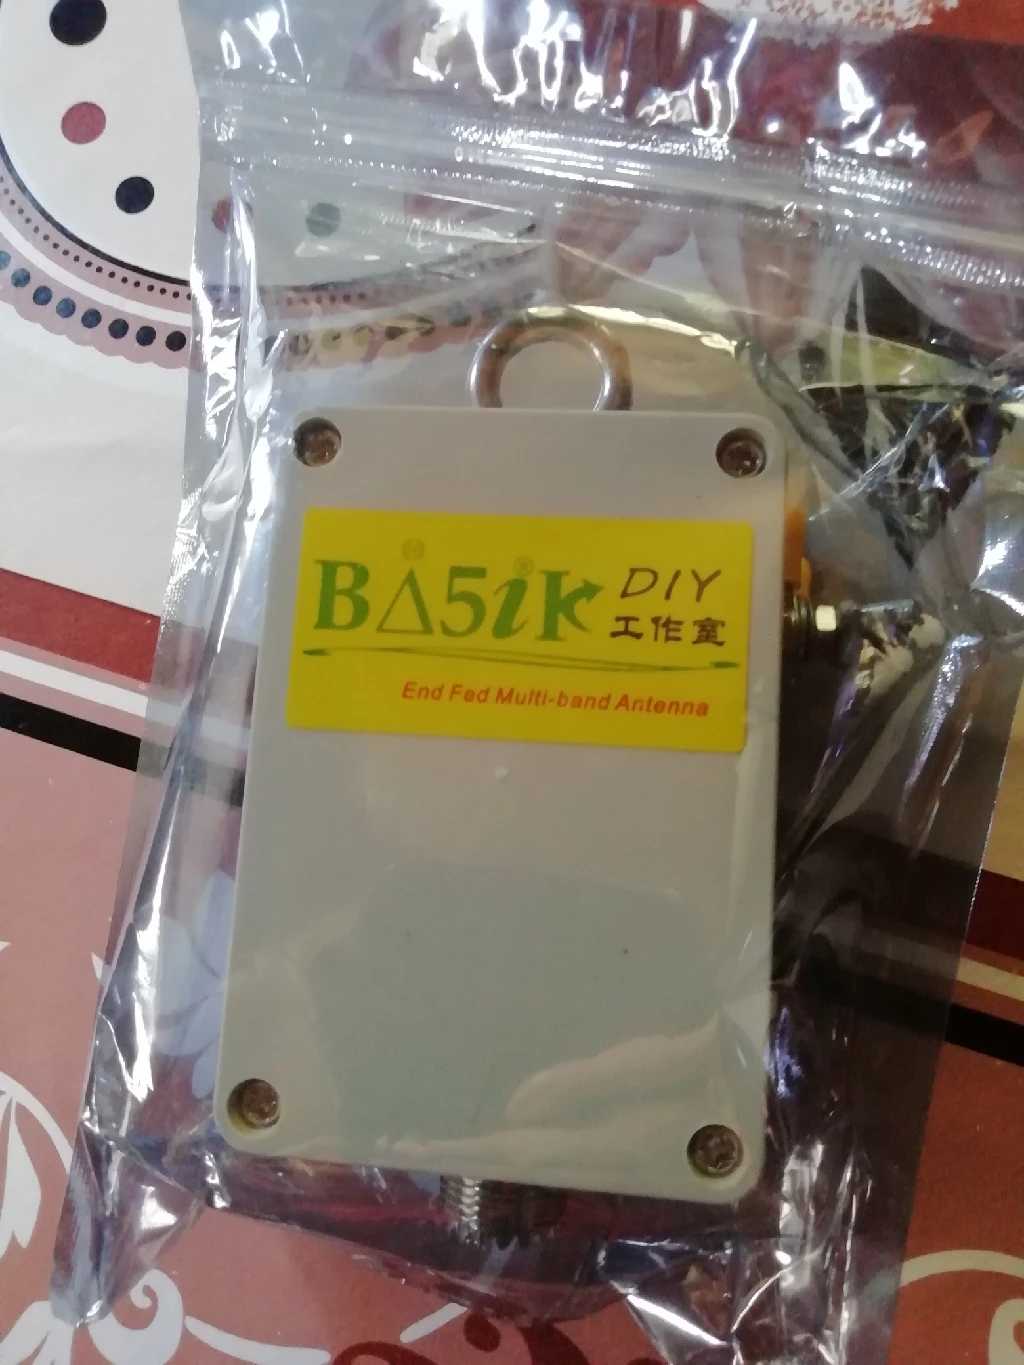 BA5iK DIY
工作室
End Fed Multi-band Antenna